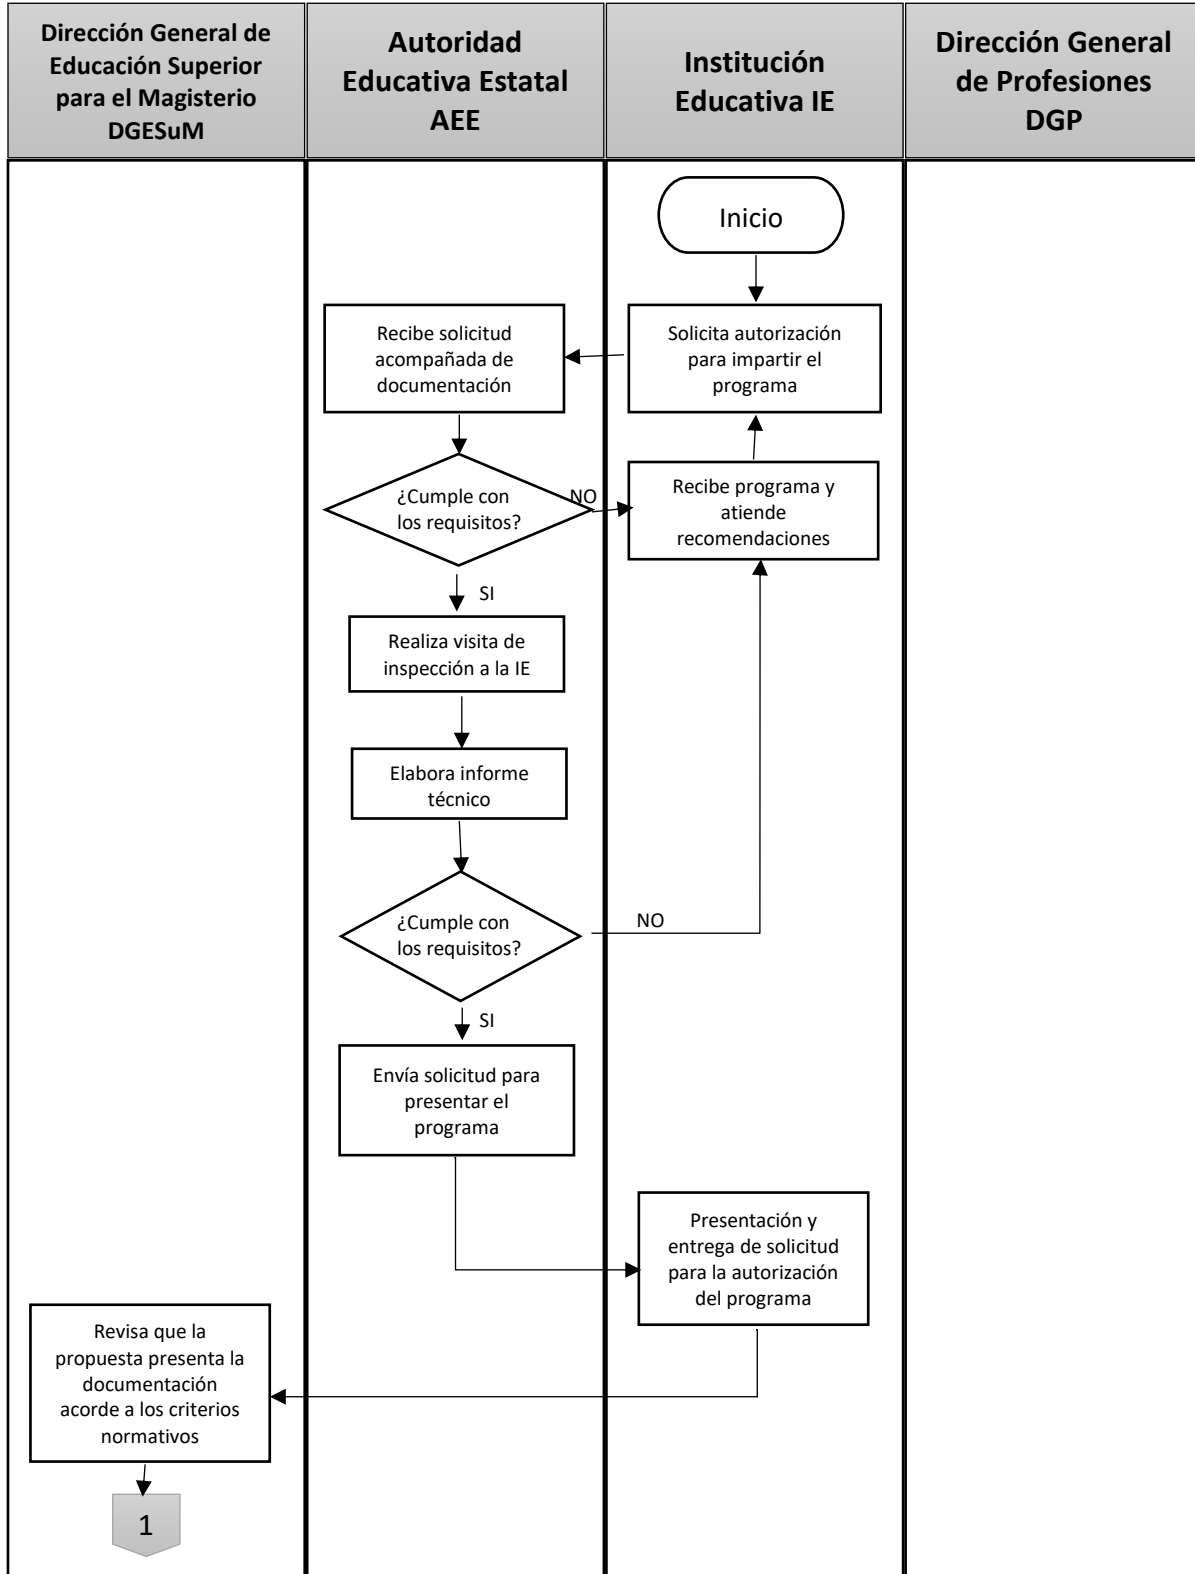 Dirección General de
Educación Superior
para el Magisterio
DGESuM
Autoridad
Educativa Estatal
AEE
Institución
Educativa IE
Dirección General
de Profesiones
DGP
Inicio
Solicita autorización
para impartir el
programa
Recibe solicitud
acompañada de
documentación
¿Cumple con
los requisitos?
NO
Recibe programa y
atiende
recomendaciones
SI
Realiza visita de
inspección a la IE
Elabora informe
técnico
¿Cumple con
los requisitos?
NO
SI
Envía solicitud para
presentar el
programa
Presentación y
entrega de solicitud
para la autorización
del programa
Revisa que la
propuesta presenta la
documentación
acorde a los criterios
normativos
1